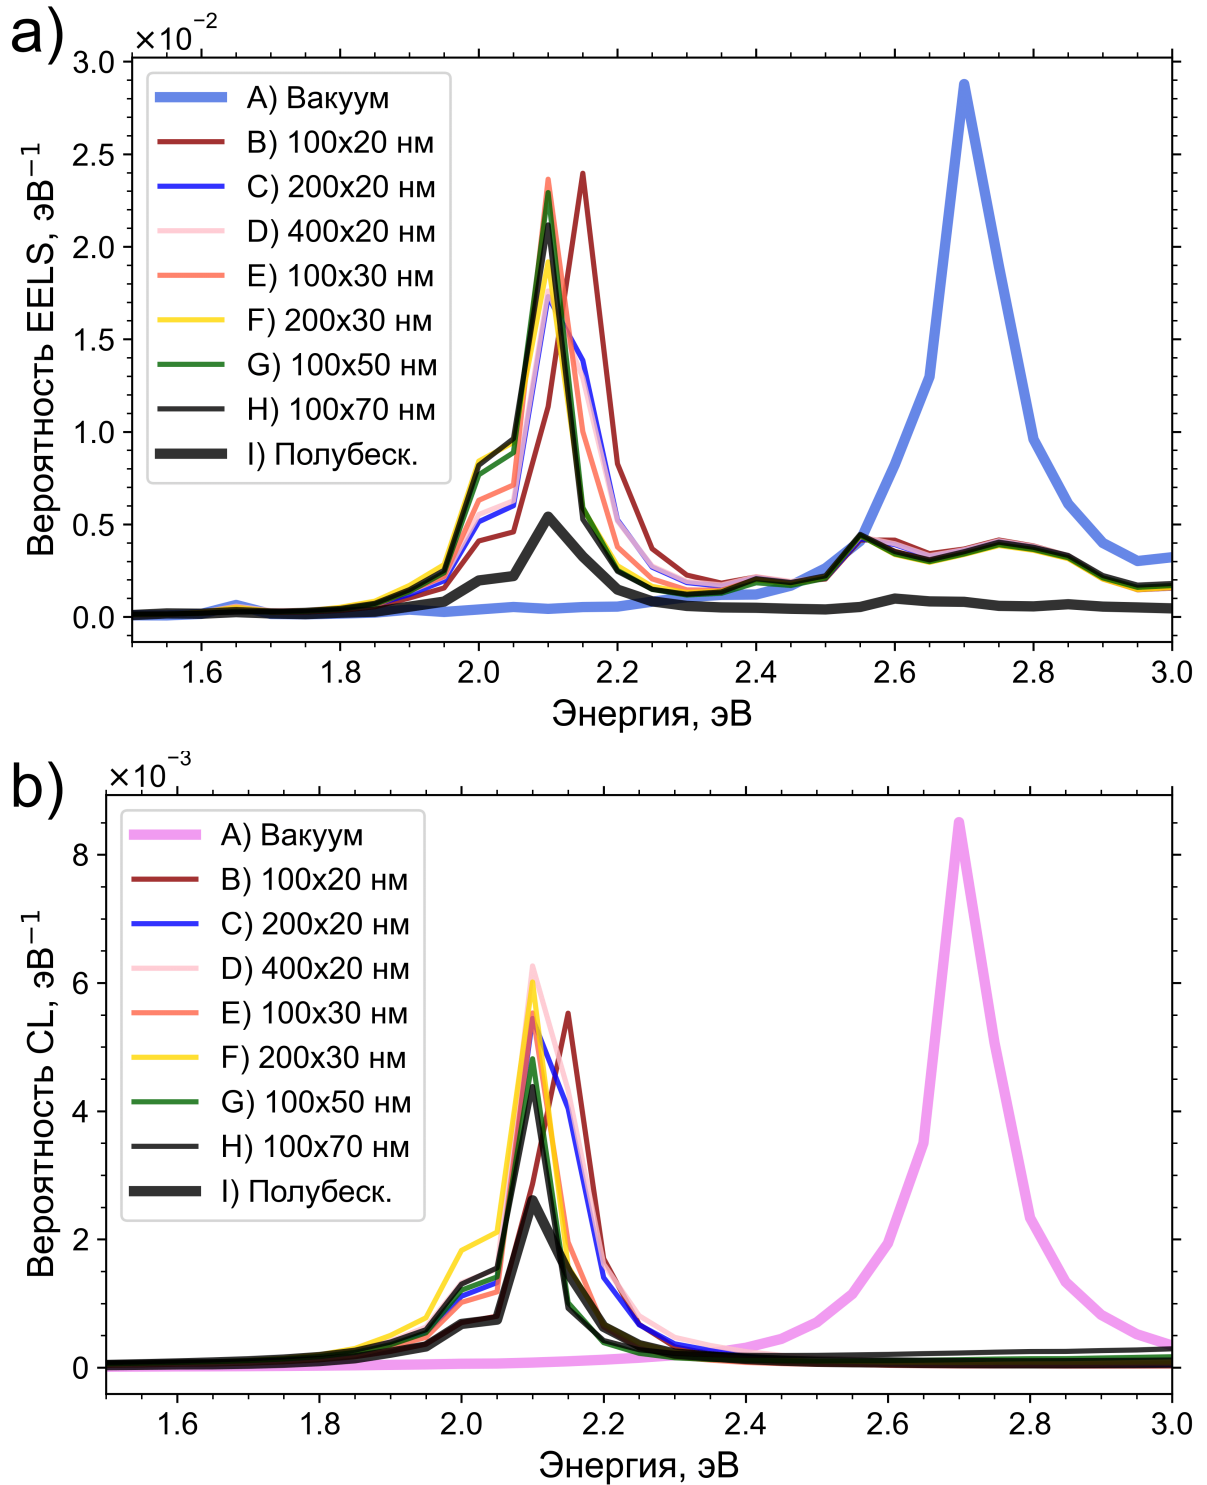 a)
×10⁻²
3.0
2.5
2.0
1.5
1.0
0.5
0.0
Вероятность EELS, эВ⁻¹
A) Вакуум
B) 100x20 нм
C) 200x20 нм
D) 400x20 нм
E) 100x30 нм
F) 200x30 нм
G) 100x50 нм
H) 100x70 нм
I) Полубеск.
1.6 1.8 2.0 2.2 2.4 2.6 2.8 3.0
Энергия, эВ
b)
×10⁻³
8
6
4
2
0
Вероятность CL, эВ⁻¹
A) Вакуум
B) 100x20 нм
C) 200x20 нм
D) 400x20 нм
E) 100x30 нм
F) 200x30 нм
G) 100x50 нм
H) 100x70 нм
I) Полубеск.
1.6 1.8 2.0 2.2 2.4 2.6 2.8 3.0
Энергия, эВ